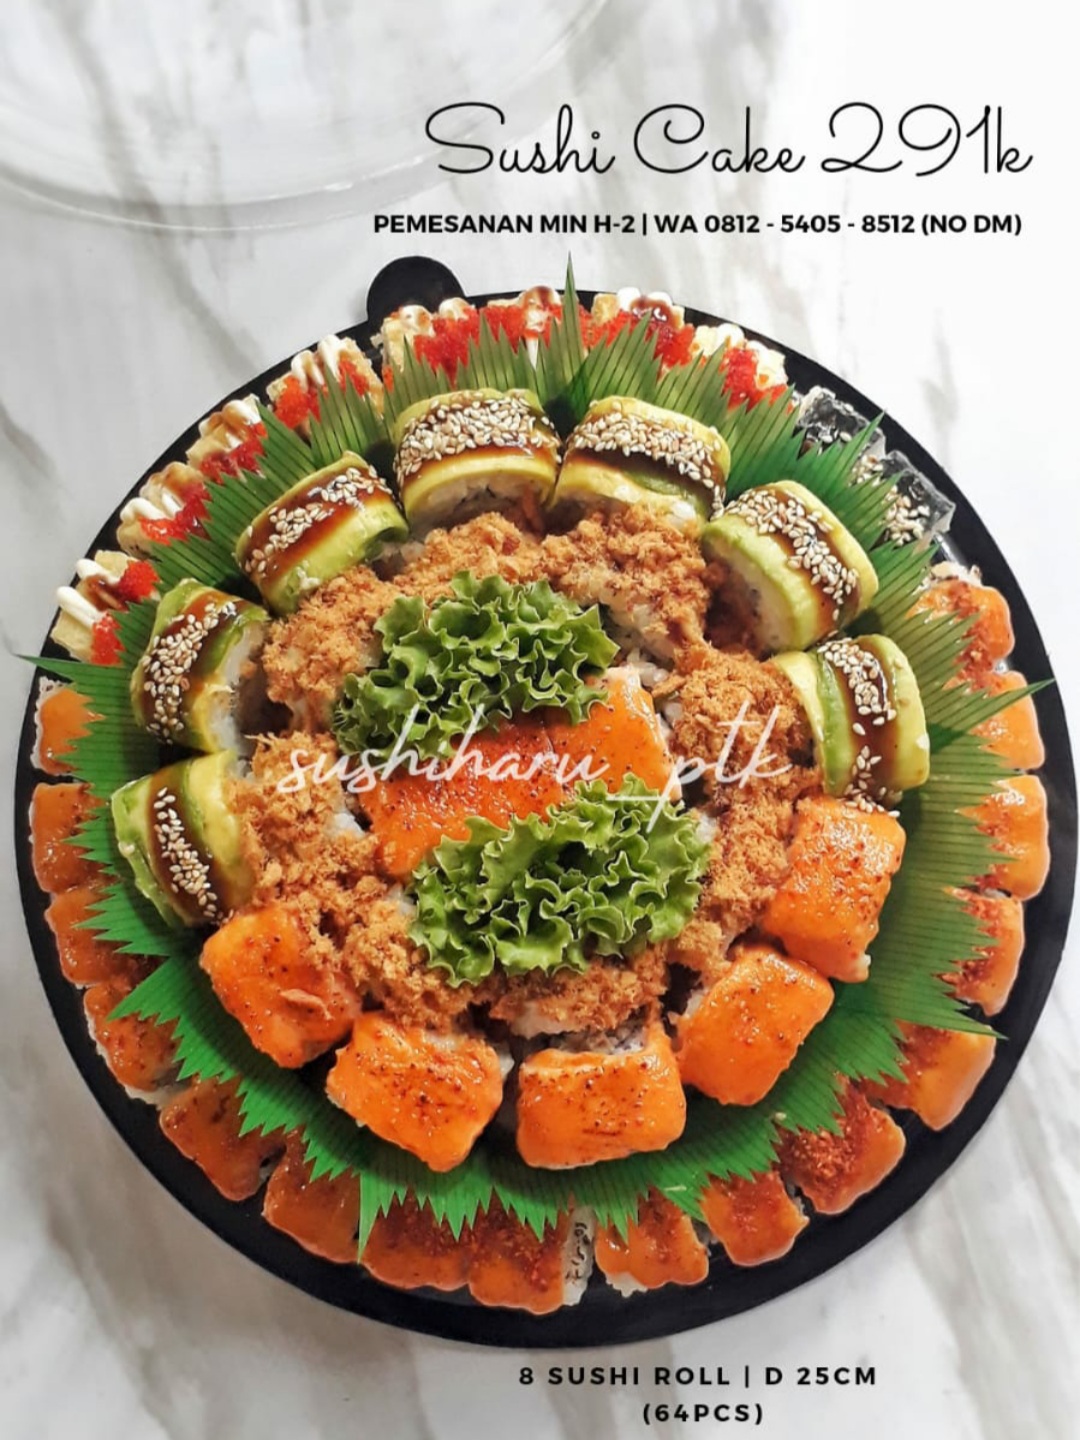 Sushi Cake 291k
PEMESANAN MIN H-2 | WA 0812 - 5405 - 8512 (NO DM)
sushiharu_ptk
8 SUSHI ROLL | D 25CM
(64PCS)